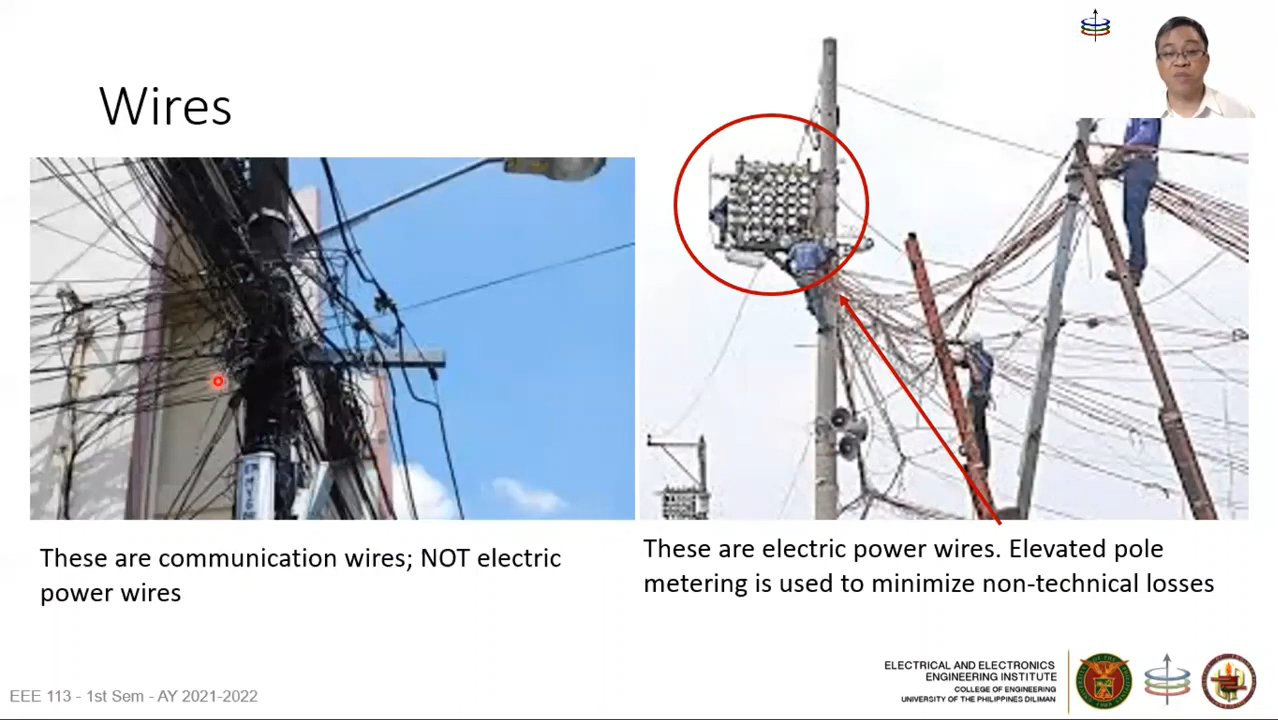 Wires
These are communication wires; NOT electric
power wires
These are electric power wires. Elevated pole
metering is used to minimize non-technical losses
ELECTRICAL AND ELECTRONICS
ENGINEERING INSTITUTE
COLLEGE OF ENGINEERING
UNIVERSITY OF THE PHILIPPINES DILIMAN
EEE 113 - 1st Sem - AY 2021-2022